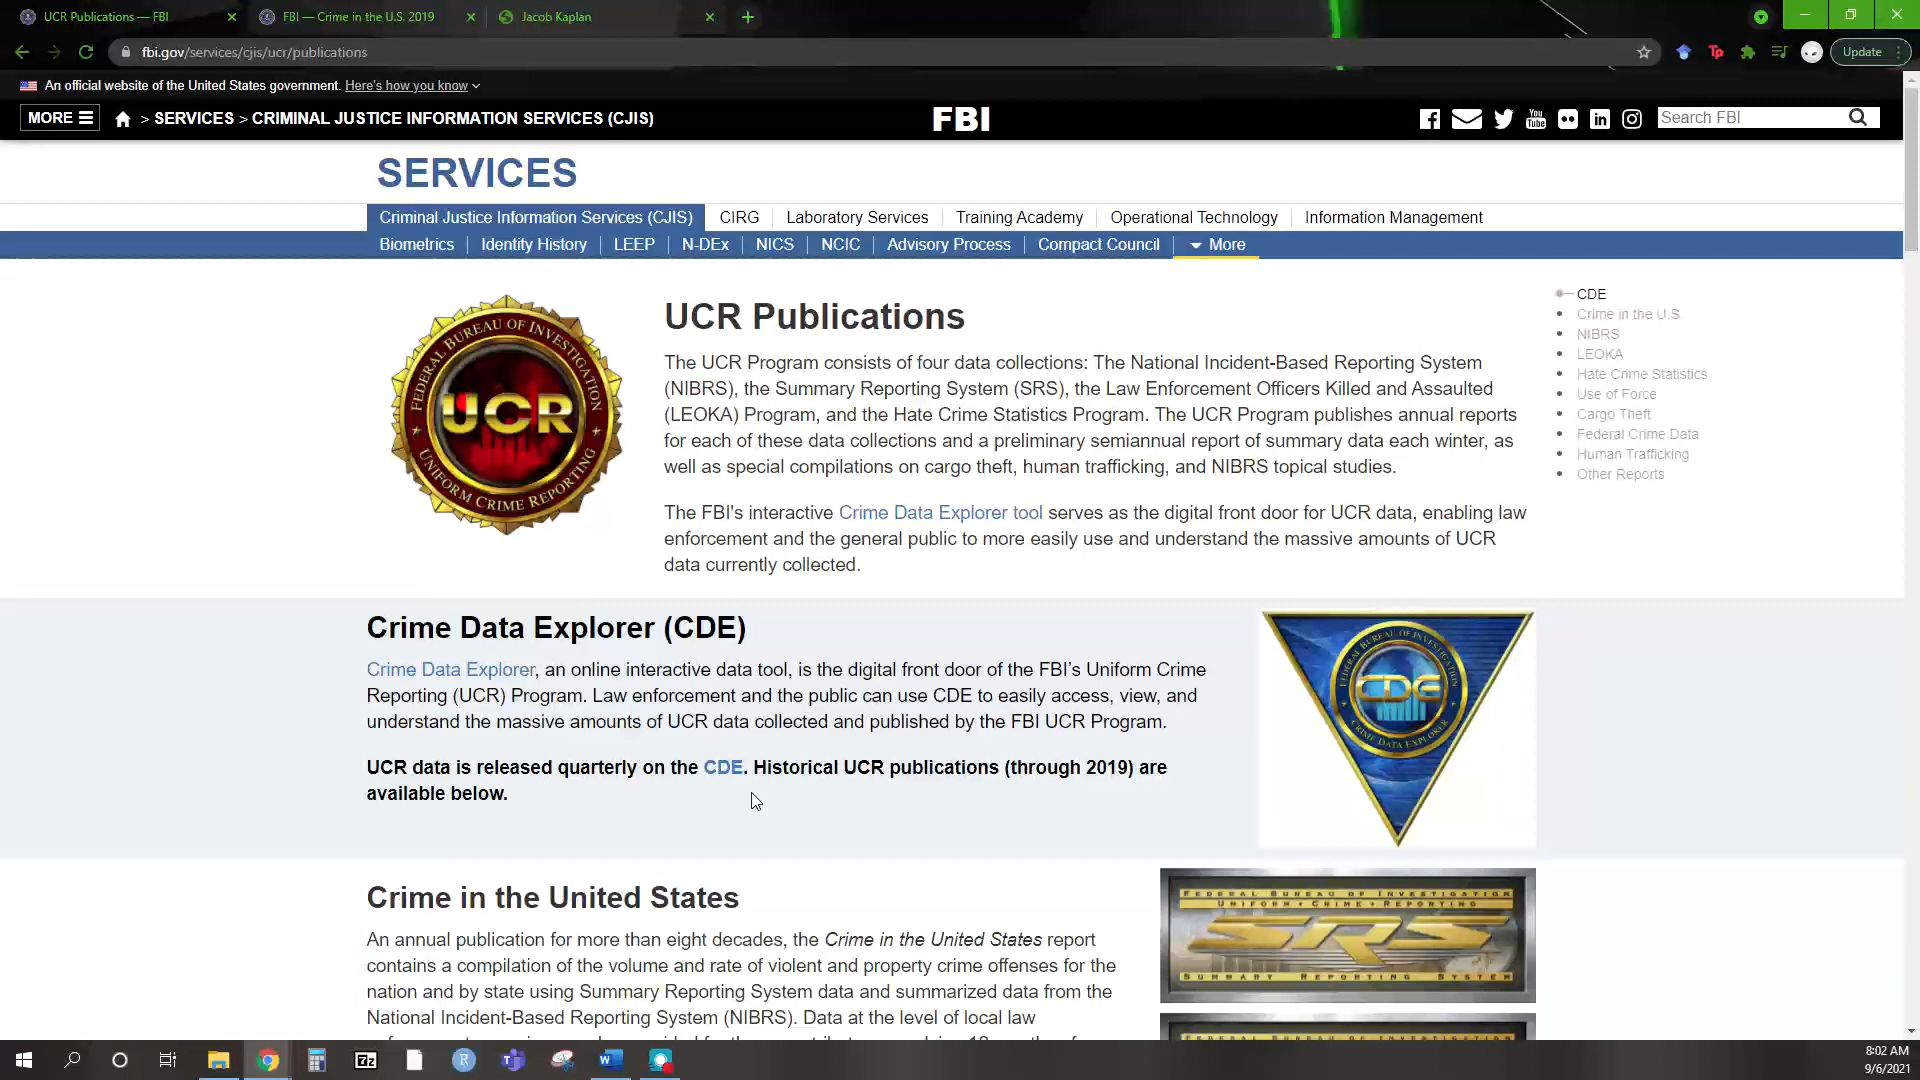 UCR Publications — FBI
FBI — Crime in the U.S. 2019
Jacob Kaplan
fbi.gov/services/cjis/ucr/publications
Update
An official website of the United States government. Here's how you know
MORE
> SERVICES > CRIMINAL JUSTICE INFORMATION SERVICES (CJIS)
FBI
You
Tube
Search FBI
SERVICES
Criminal Justice Information Services (CJIS)
CIRG
Laboratory Services
Training Academy
Operational Technology
Information Management
Biometrics
Identity History
LEEP
N-DEx
NICS
NCIC
Advisory Process
Compact Council
More
FEDERAL BUREAU OF INVESTIGATION
UCR
UNIFORM CRIME REPORTING
UCR Publications
The UCR Program consists of four data collections: The National Incident-Based Reporting System
(NIBRS), the Summary Reporting System (SRS), the Law Enforcement Officers Killed and Assaulted
(LEOKA) Program, and the Hate Crime Statistics Program. The UCR Program publishes annual reports
for each of these data collections and a preliminary semiannual report of summary data each winter, as
well as special compilations on cargo theft, human trafficking, and NIBRS topical studies.
The FBI's interactive Crime Data Explorer tool serves as the digital front door for UCR data, enabling law
enforcement and the general public to more easily use and understand the massive amounts of UCR
data currently collected.
CDE
Crime in the U.S
NIBRS
LEOKA
Hate Crime Statistics
Use of Force
Cargo Theft
Federal Crime Data
Human Trafficking
Other Reports
Crime Data Explorer (CDE)
Crime Data Explorer, an online interactive data tool, is the digital front door of the FBI's Uniform Crime
Reporting (UCR) Program. Law enforcement and the public can use CDE to easily access, view, and
understand the massive amounts of UCR data collected and published by the FBI UCR Program.
UCR data is released quarterly on the CDE. Historical UCR publications (through 2019) are
available below.
FEDERAL BUREAU OF INVESTIGATION
CDE
CRIME DATA EXPLORER
Crime in the United States
An annual publication for more than eight decades, the Crime in the United States report
contains a compilation of the volume and rate of violent and property crime offenses for the
nation and by state using Summary Reporting System data and summarized data from the
National Incident-Based Reporting System (NIBRS). Data at the level of local law
FEDERAL BUREAU OF INVESTIGATION
UNIFORM • CRIME • REPORTING
SRS
SUMMARY REPORTING SYSTEM
8:02 AM
9/6/2021